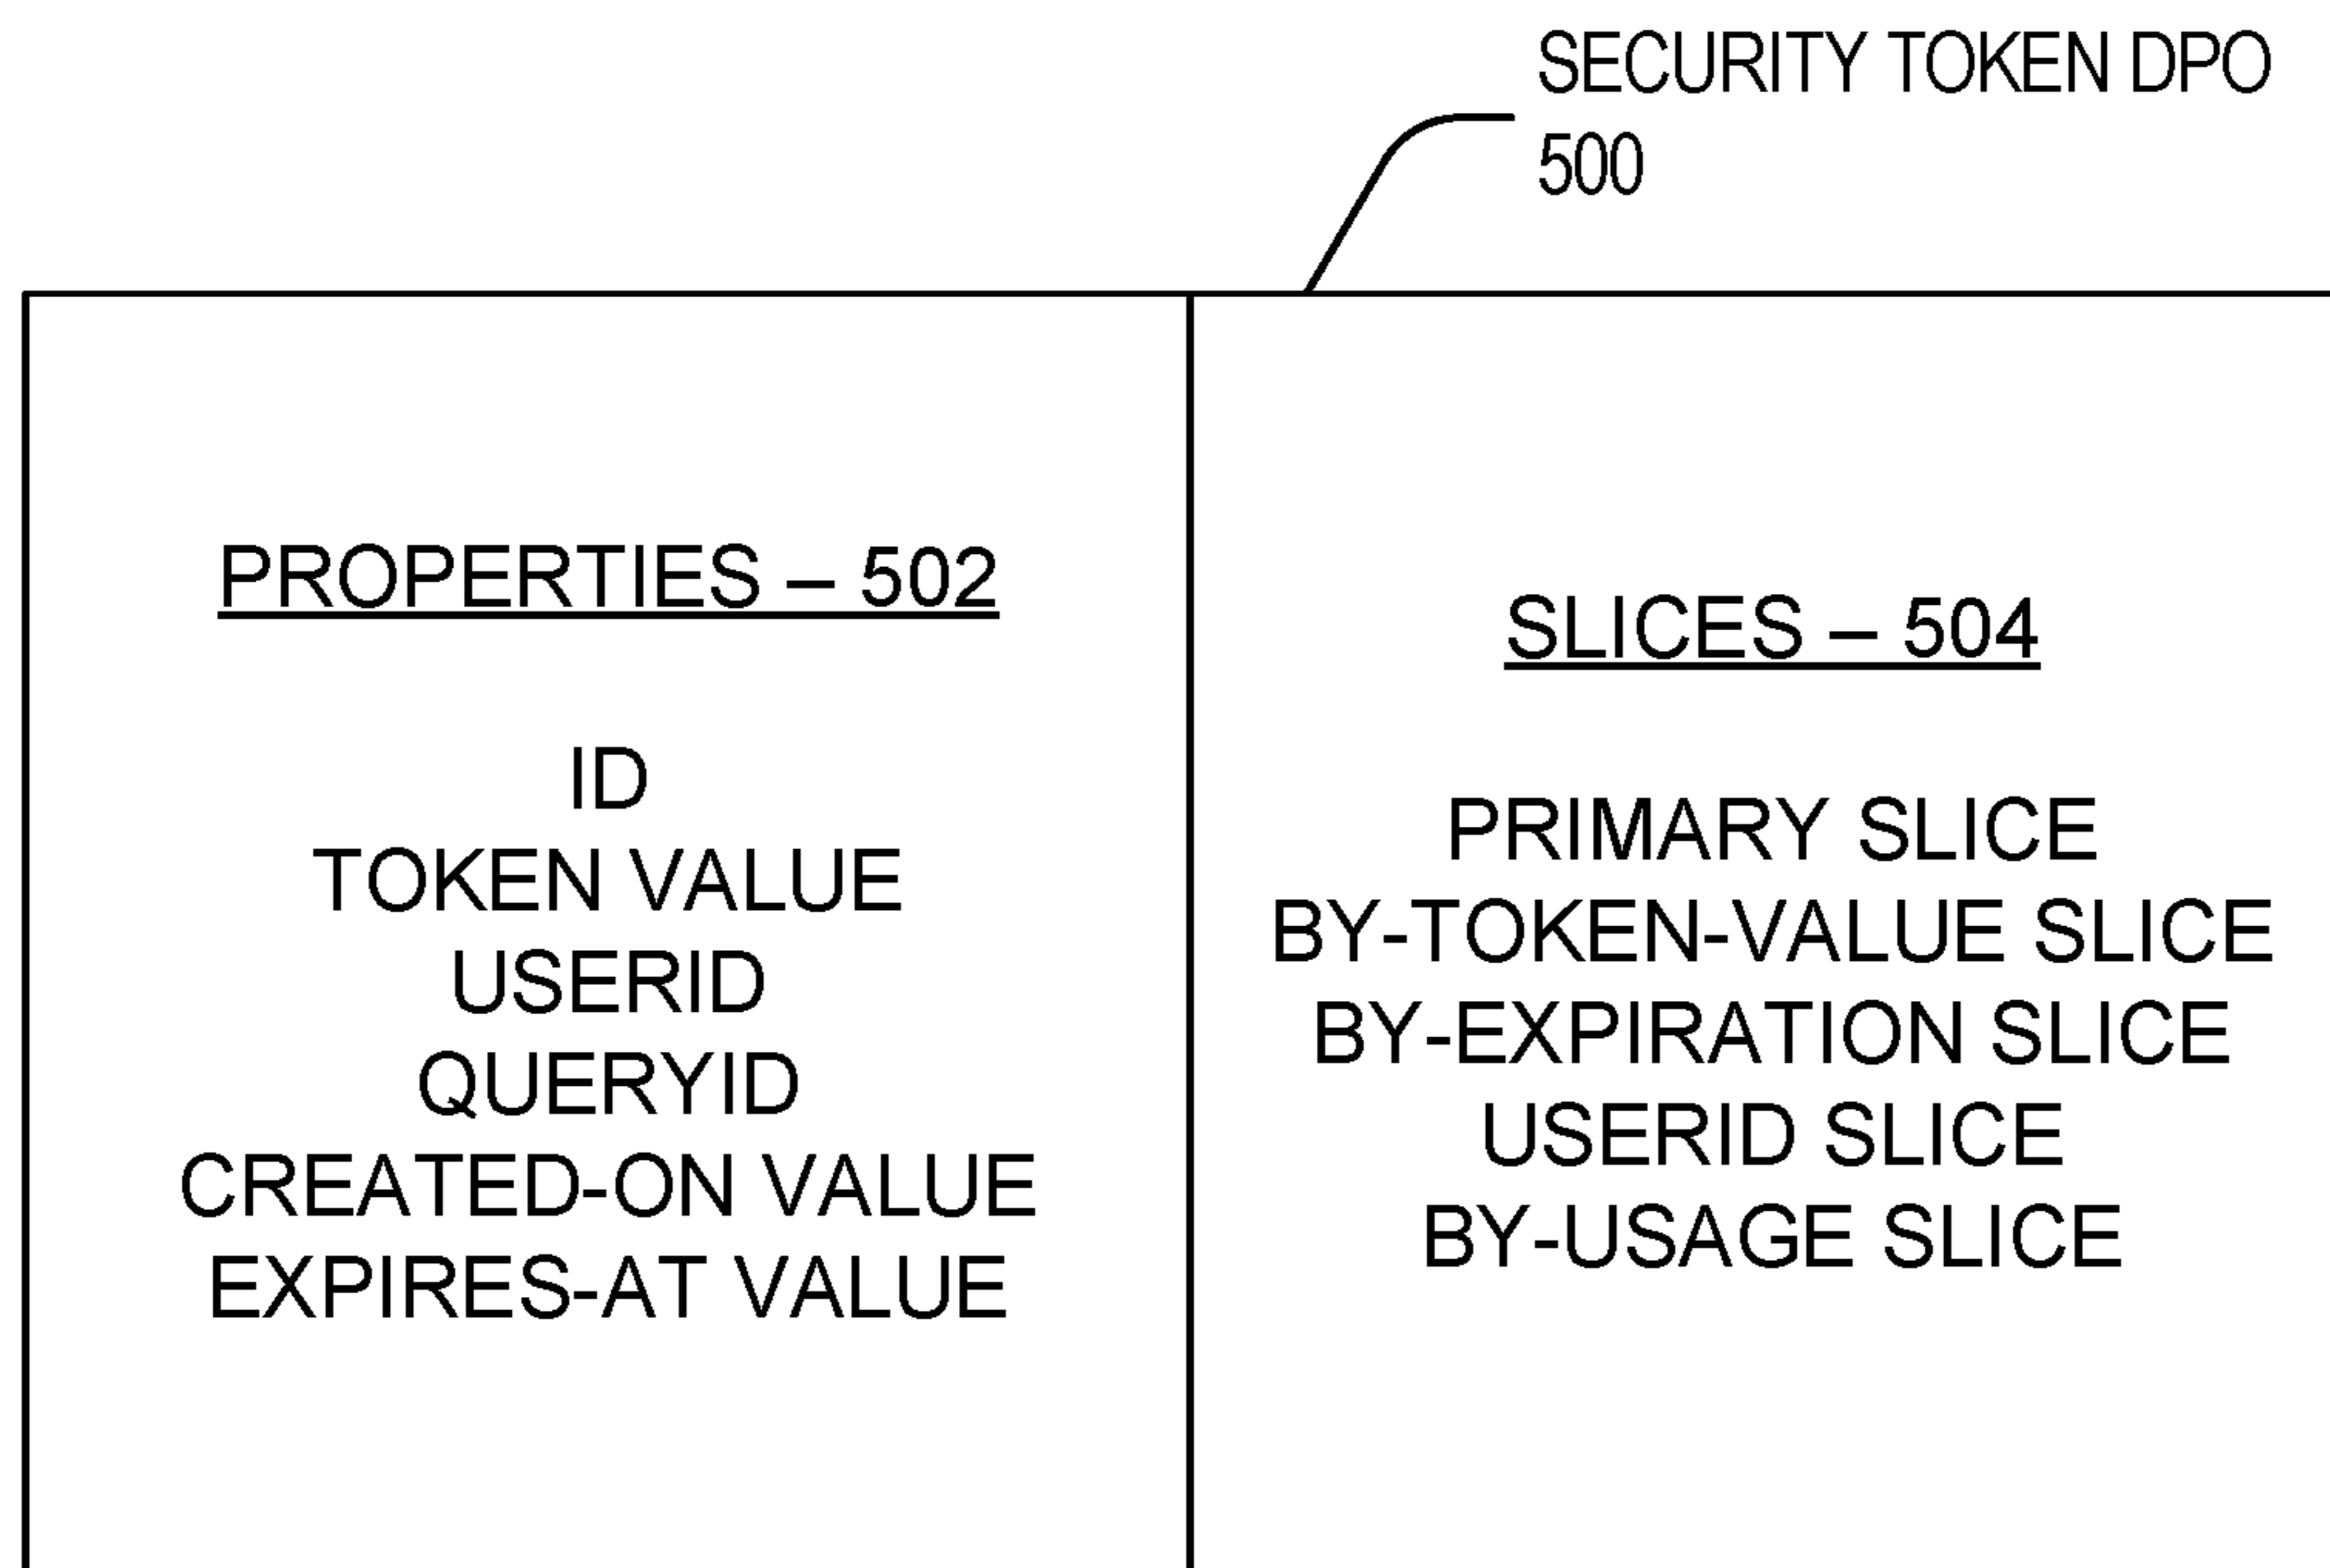 SECURITY TOKEN DPO
500
PROPERTIES – 502
ID
TOKEN VALUE
USERID
QUERYID
CREATED-ON VALUE
EXPIRES-AT VALUE
SLICES – 504
PRIMARY SLICE
BY-TOKEN-VALUE SLICE
BY-EXPIRATION SLICE
USERID SLICE
BY-USAGE SLICE